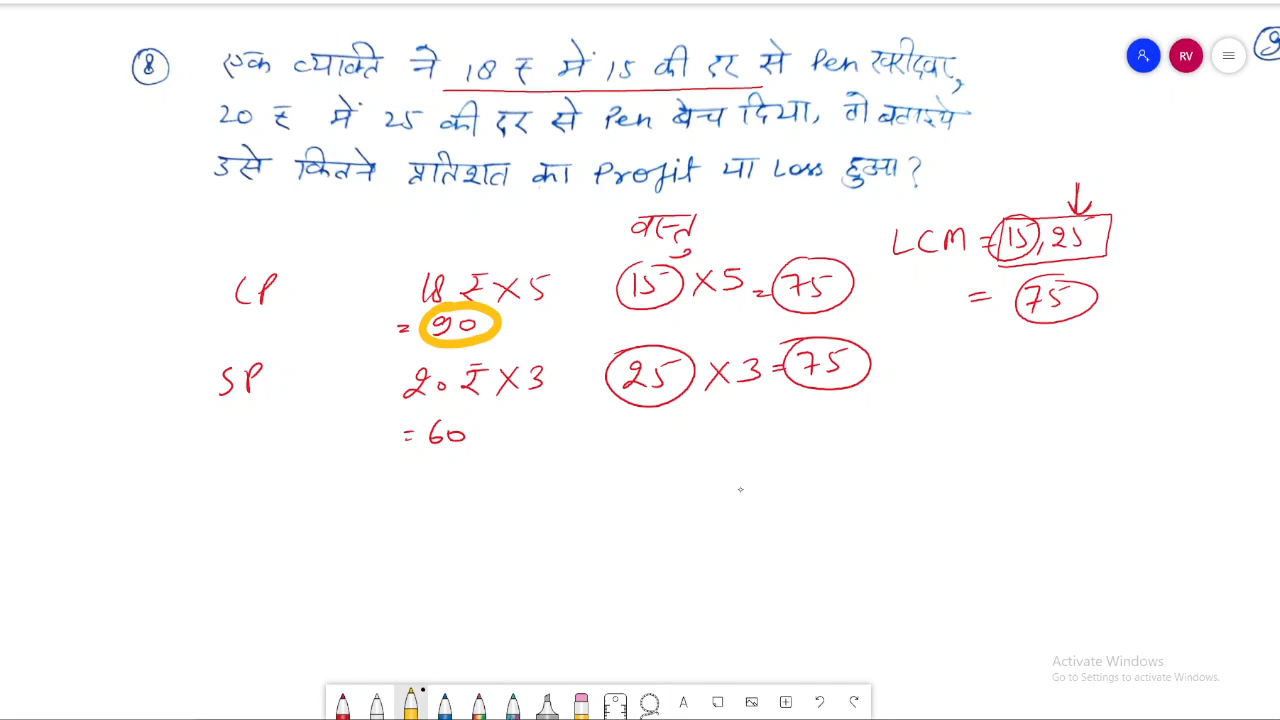 ⑧ एक व्यक्ति ने 18 ₹ में 15 की दर से Pen खरीदकर,
20 ₹ में 25 की दर से Pen बेच दिया, तो बताइये
उसे कितने प्रतिशत का Profit या Loss हुआ?
9
RV
वस्तु
LCM = 15, 25
= 75
CP 18 ₹ × 5 15 × 5 = 75
= 90
SP 20 ₹ × 3 25 × 3 = 75
= 60
Activate Windows
Go to Settings to activate Windows.
A